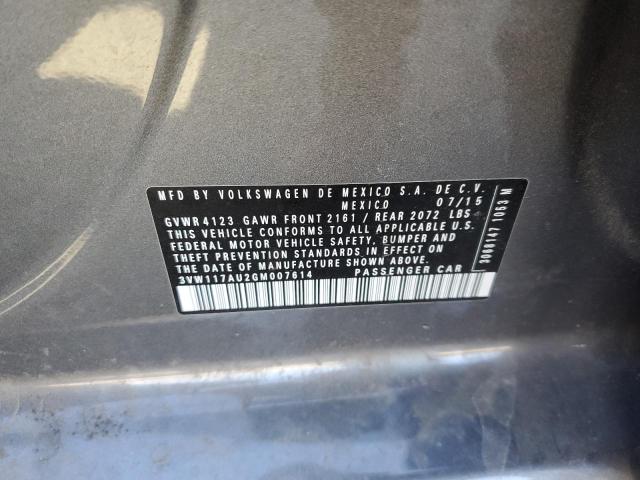 MFD BY VOLKSWAGEN DE MEXICO S.A. DE C.V.
MEXICO 07/15
GVWR 4123 GAWR FRONT 2161 / REAR 2072 LBS
THIS VEHICLE CONFORMS TO ALL APPLICABLE U.S.
FEDERAL MOTOR VEHICLE SAFETY, BUMPER AND
THEFT PREVENTION STANDARDS IN EFFECT ON
THE DATE OF MANUFACTURE SHOWN ABOVE.
3VW117AU2GM007614 PASSENGER CAR
3066147 1053 M